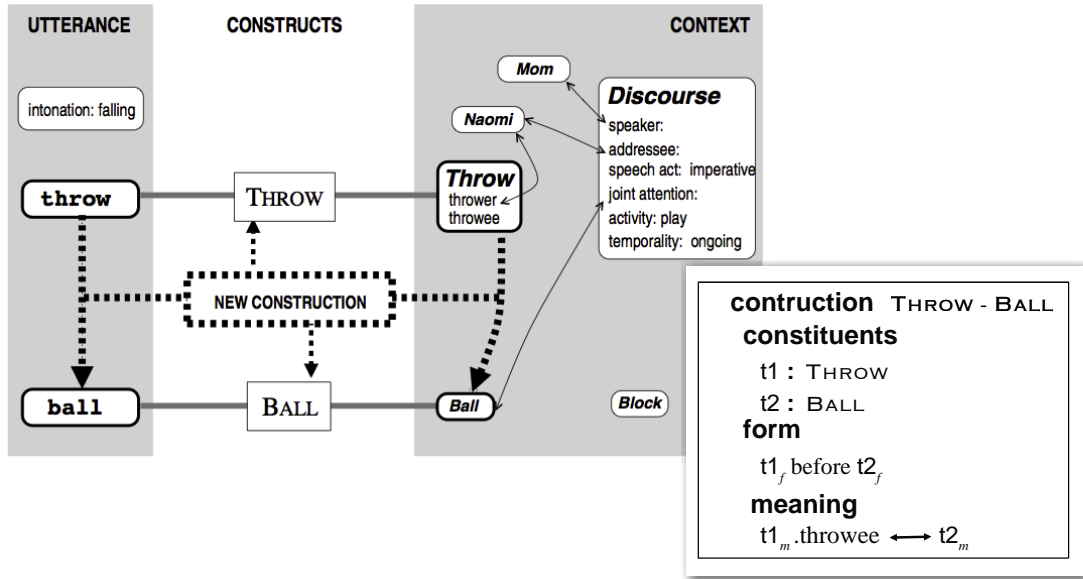 UTTERANCE
CONSTRUCTS
CONTEXT
intonation: falling
Mom
Naomi
Discourse
speaker:
addressee:
speech act: imperative
joint attention:
activity: play
temporality: ongoing
throw
THROW
Throw
thrower
throwee
NEW CONSTRUCTION
ball
BALL
Ball
Block
contruction THROW - BALL
constituents
t1 : THROW
t2 : BALL
form
t1f before t2f
meaning
t1m .throwee ↔ t2m